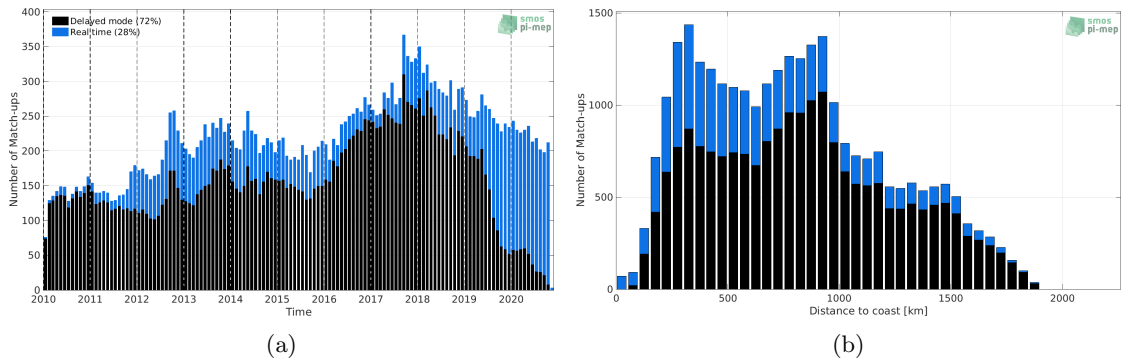 Delayed mode (72%)
Real time (28%)
smos
pi-mep
Number of Match-ups
400
350
300
250
200
150
100
50
0
2010 2011 2012 2013 2014 2015 2016 2017 2018 2019 2020
Time
(a)
smos
pi-mep
Number of Match-ups
1500
1000
500
0
0 500 1000 1500 2000
Distance to coast [km]
(b)